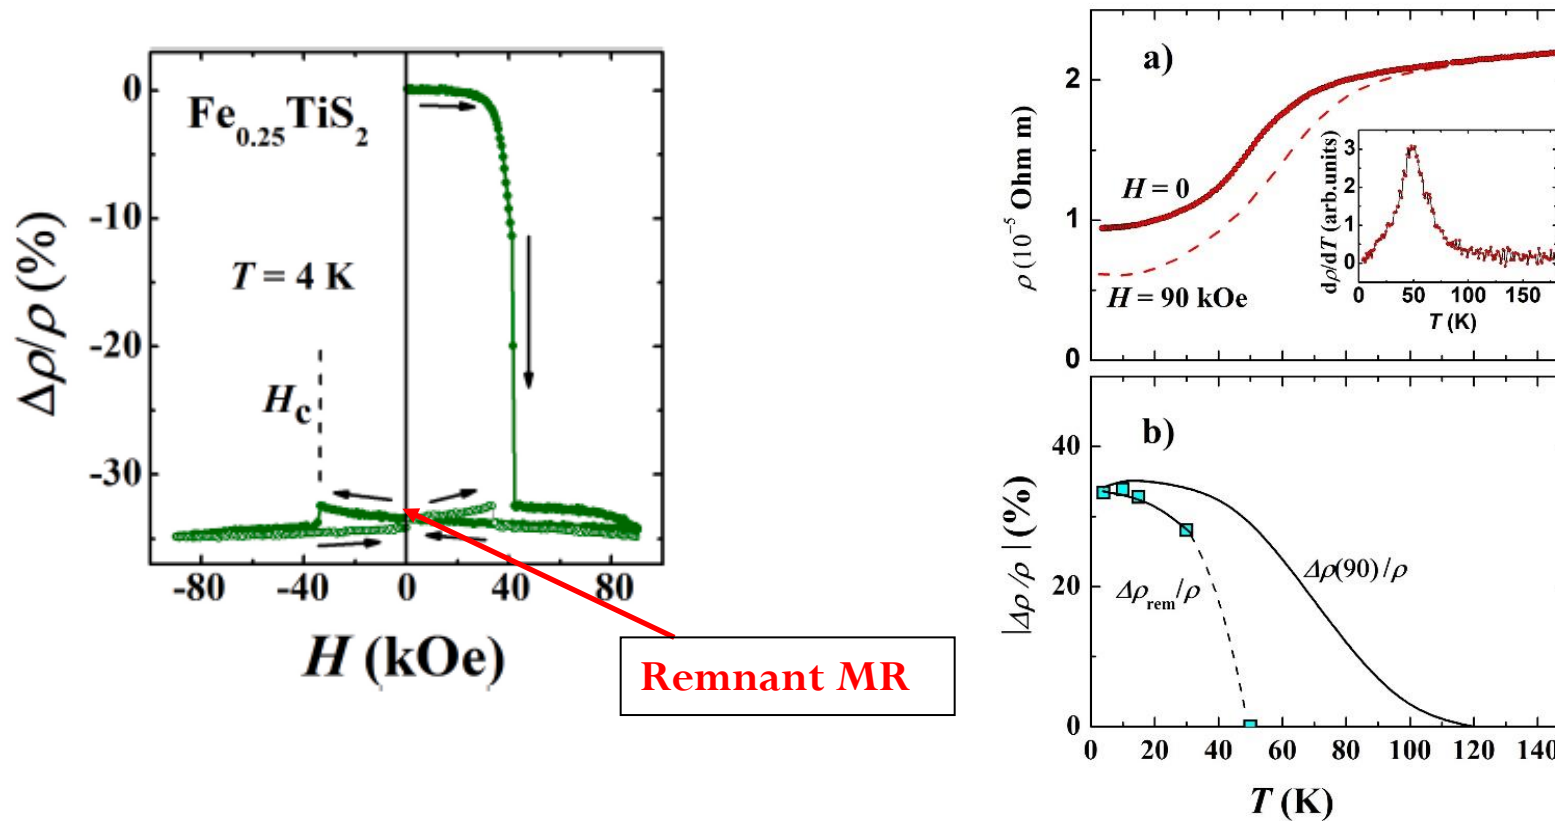 0
-10
-20
-30
Δρ/ρ (%)
Fe0.25TiS2
T = 4 K
Hc
-80 -40 0 40 80
H (kOe)
Remnant MR
a)
2
1
0
ρ (10−5 Ohm m)
H = 0
H = 90 kOe
3
2
1
0
dρ/dT (arb.units)
0 50 100 150
T (K)
b)
40
20
0
|Δρ/ρ| (%)
Δρrem/ρ
Δρ(90)/ρ
0 20 40 60 80 100 120 140
T (K)